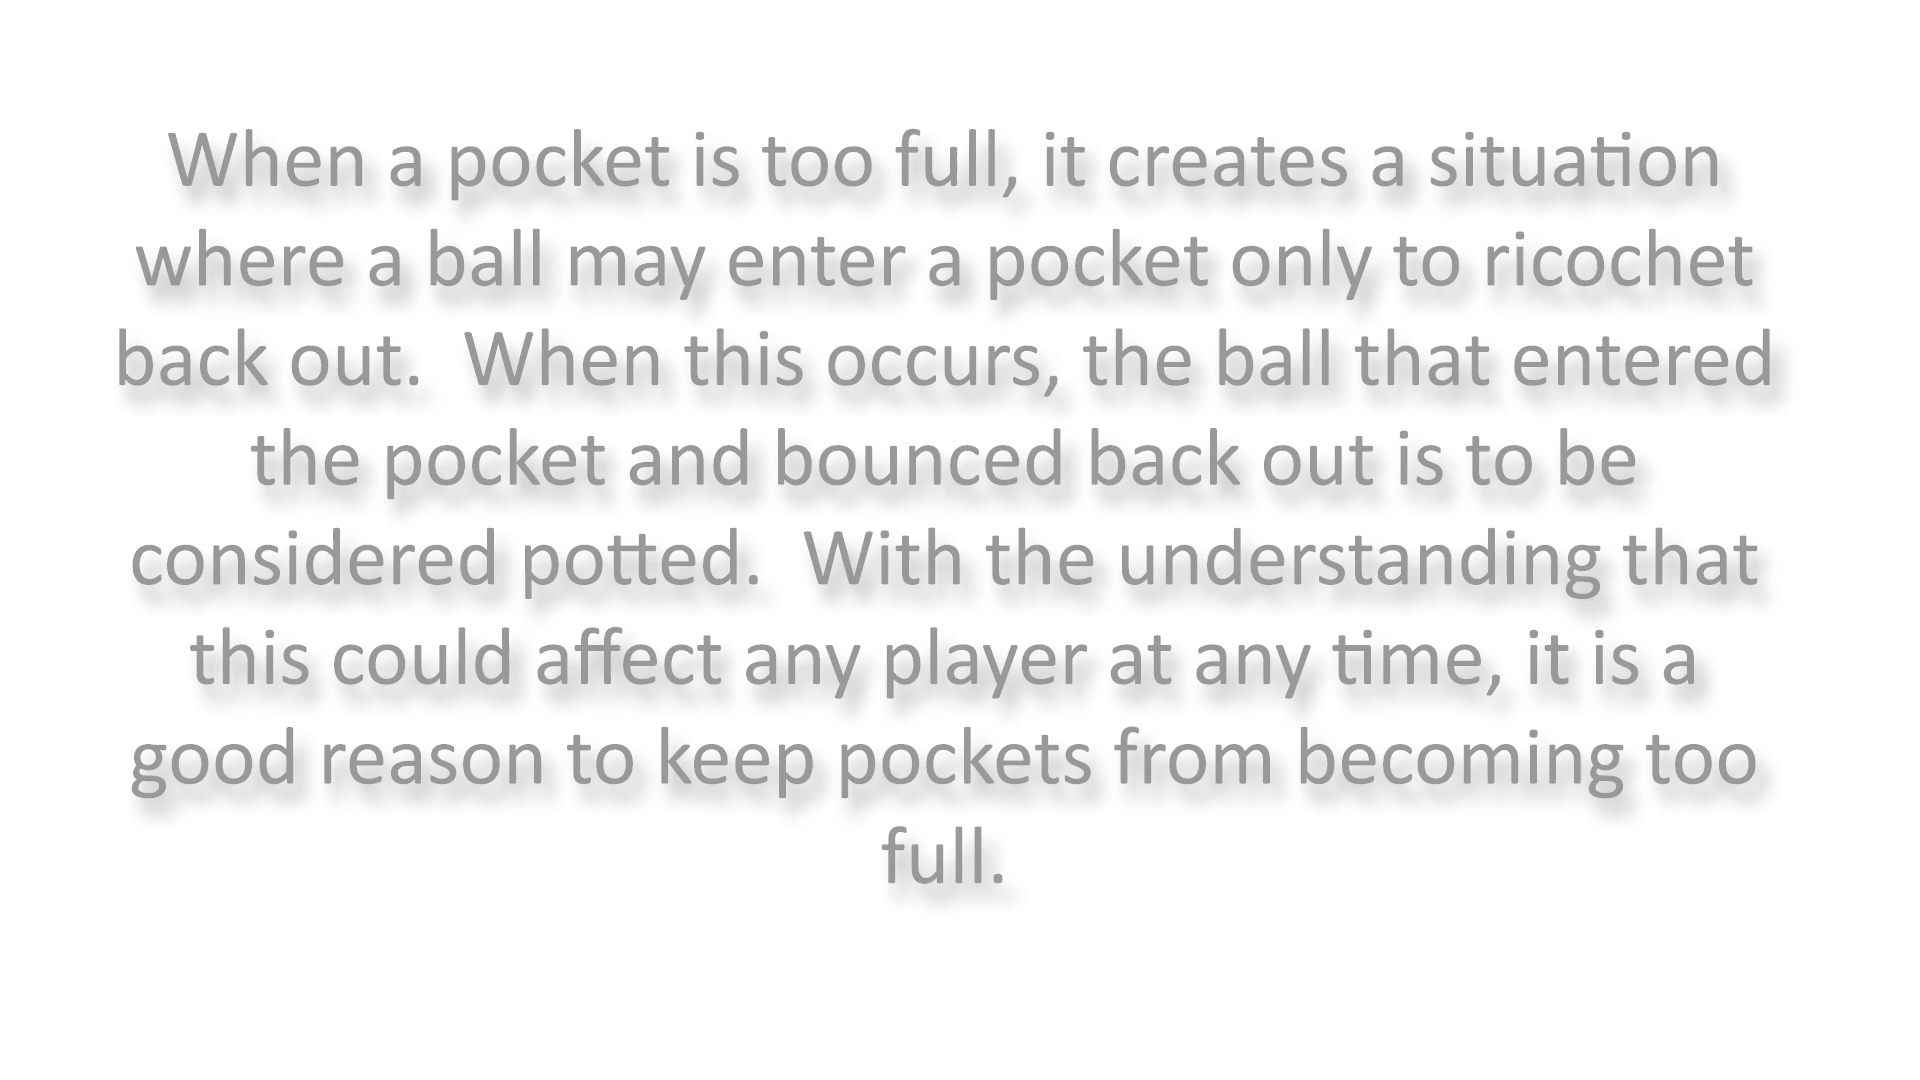 When a pocket is too full, it creates a situation
where a ball may enter a pocket only to ricochet
back out.  When this occurs, the ball that entered
the pocket and bounced back out is to be
considered potted.  With the understanding that
this could affect any player at any time, it is a
good reason to keep pockets from becoming too
full.